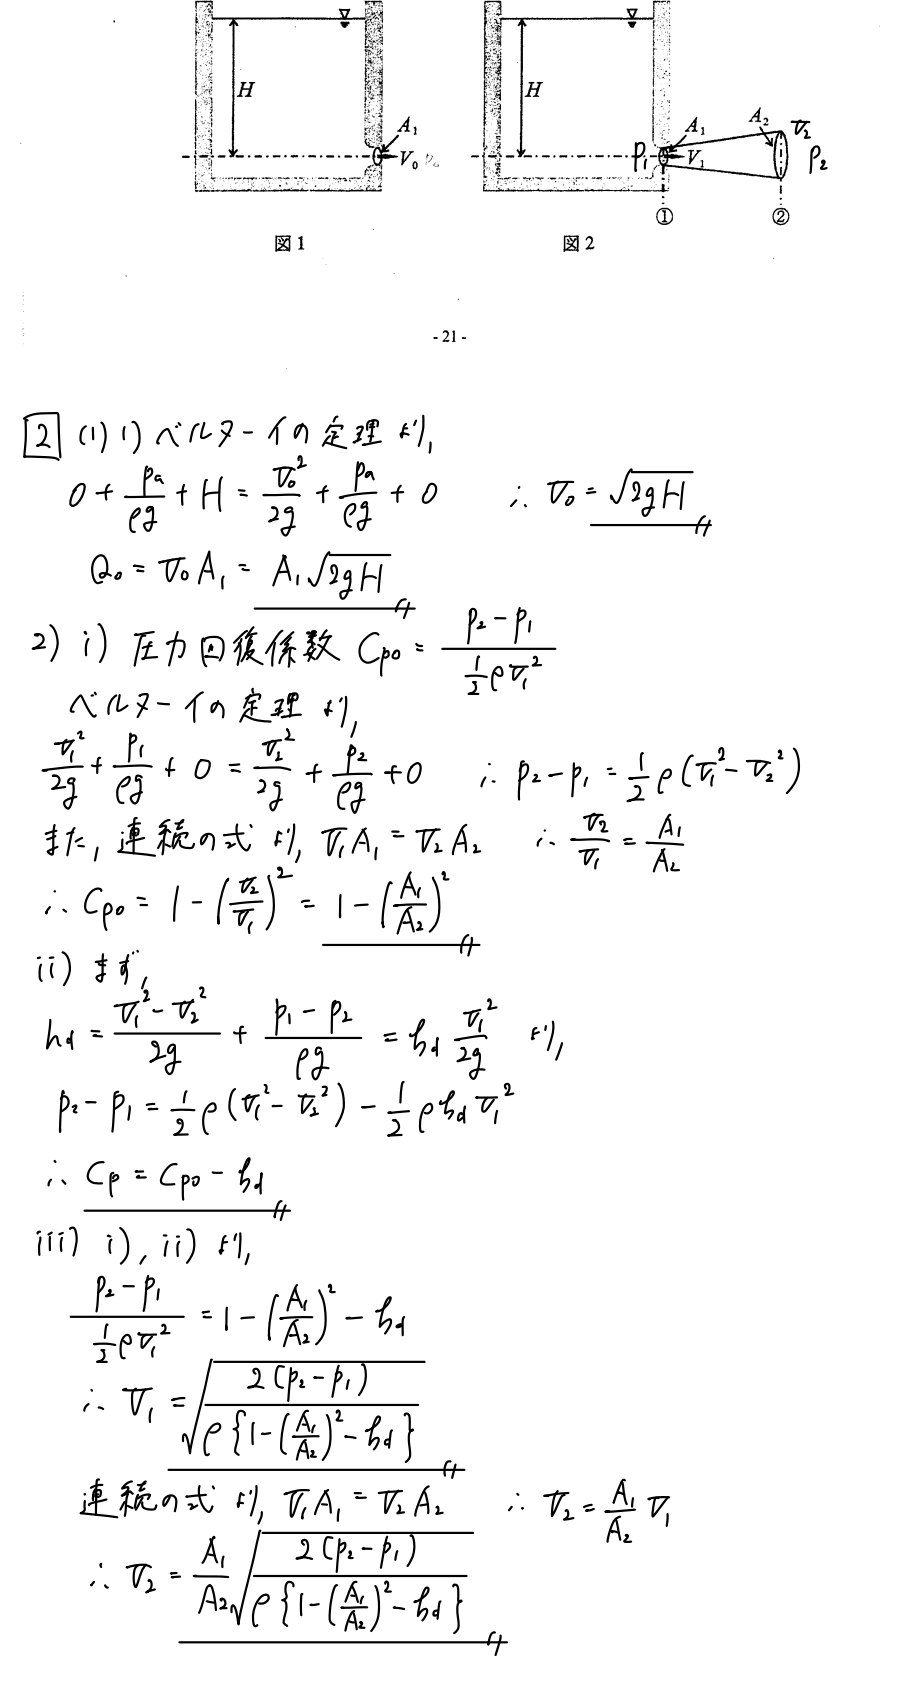 H A₁ V₀ p₀
H p₁ A₁ V₁ A₂ V₂ p₂
① ②
図1 図2
- 21 -
2 (1) 1) ベルヌーイの定理より,
0 + pa/ρg + H = V₀²/2g + pa/ρg + 0 ∴ V₀ = √(2gH)
Q₀ = V₀A₁ = A₁√(2gH)
2) i) 圧力回復係数 Cp₀ = (p₂ - p₁)/(½ρV₁²)
ベルヌーイの定理より,
V₁²/2g + p₁/ρg + 0 = V₂²/2g + p₂/ρg + 0 ∴ p₂ - p₁ = ½ρ(V₁² - V₂²)
また, 連続の式より, V₁A₁ = V₂A₂ ∴ V₂/V₁ = A₁/A₂
∴ Cp₀ = 1 - (V₂/V₁)² = 1 - (A₁/A₂)²
ii) まず,
hd = (V₁² - V₂²)/2g + (p₁ - p₂)/ρg = ζd V₁²/2g より,
p₂ - p₁ = ½ρ(V₁² - V₂²) - ½ρζdV₁²
∴ Cp = Cp₀ - ζd
iii) i), ii) より,
(p₂ - p₁)/(½ρV₁²) = 1 - (A₁/A₂)² - ζd
∴ V₁ = √(2(p₂ - p₁)/ρ{1 - (A₁/A₂)² - ζd})
連続の式より, V₁A₁ = V₂A₂ ∴ V₂ = A₁/A₂ V₁
∴ V₂ = A₁/A₂ √(2(p₂ - p₁)/ρ{1 - (A₁/A₂)² - ζd})